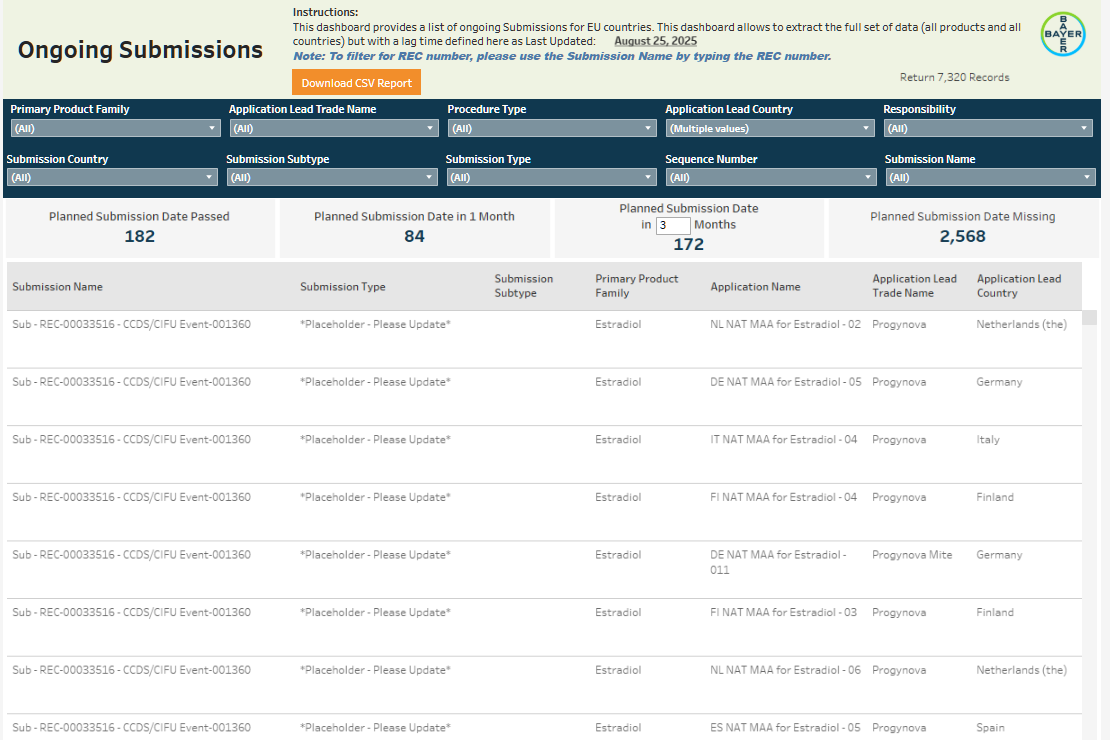 Ongoing Submissions
Instructions:
This dashboard provides a list of ongoing Submissions for EU countries. This dashboard allows to extract the full set of data (all products and all
countries) but with a lag time defined here as Last Updated: August 25, 2025
Note: To filter for REC number, please use the Submission Name by typing the REC number.
Download CSV Report
BAYER
BAYER
Return 7,320 Records
Primary Product Family Application Lead Trade Name Procedure Type Application Lead Country Responsibility
(All) (All) (All) (Multiple values) (All)
Submission Country Submission Subtype Submission Type Sequence Number Submission Name
(All) (All) (All) (All) (All)
Planned Submission Date Passed
182
Planned Submission Date in 1 Month
84
Planned Submission Date
in 3 Months
172
Planned Submission Date Missing
2,568
Submission Name Submission Type Submission Subtype Primary Product Family Application Name Application Lead Trade Name Application Lead Country
Sub - REC-00033516 - CCDS/CIFU Event-001360 *Placeholder - Please Update* Estradiol NL NAT MAA for Estradiol - 02 Progynova Netherlands (the)
Sub - REC-00033516 - CCDS/CIFU Event-001360 *Placeholder - Please Update* Estradiol DE NAT MAA for Estradiol - 05 Progynova Germany
Sub - REC-00033516 - CCDS/CIFU Event-001360 *Placeholder - Please Update* Estradiol IT NAT MAA for Estradiol - 04 Progynova Italy
Sub - REC-00033516 - CCDS/CIFU Event-001360 *Placeholder - Please Update* Estradiol FI NAT MAA for Estradiol - 04 Progynova Finland
Sub - REC-00033516 - CCDS/CIFU Event-001360 *Placeholder - Please Update* Estradiol DE NAT MAA for Estradiol - 011 Progynova Mite Germany
Sub - REC-00033516 - CCDS/CIFU Event-001360 *Placeholder - Please Update* Estradiol FI NAT MAA for Estradiol - 03 Progynova Finland
Sub - REC-00033516 - CCDS/CIFU Event-001360 *Placeholder - Please Update* Estradiol NL NAT MAA for Estradiol - 06 Progynova Netherlands (the)
Sub - REC-00033516 - CCDS/CIFU Event-001360 *Placeholder - Please Update* Estradiol ES NAT MAA for Estradiol - 05 Progynova Spain